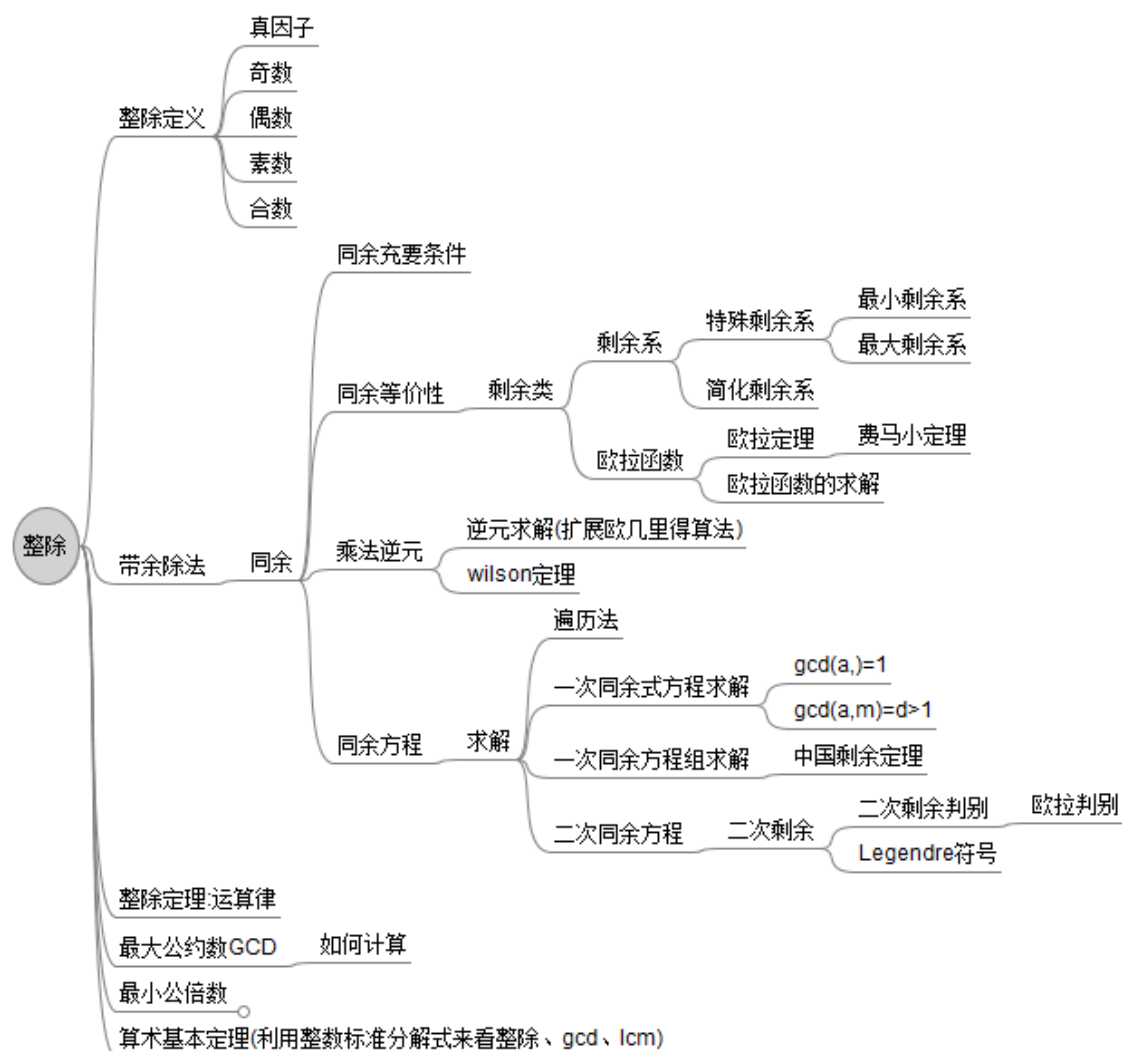 真因子
奇数
整除定义
偶数
素数
合数
同余充要条件
最小剩余系
特殊剩余系
剩余系
最大剩余系
同余等价性
剩余类
简化剩余系
欧拉定理
费马小定理
欧拉函数
欧拉函数的求解
整除
带余除法
同余
乘法逆元
逆元求解(扩展欧几里得算法)
wilson定理
遍历法
一次同余式方程求解
gcd(a,)=1
gcd(a,m)=d>1
同余方程
求解
一次同余方程组求解
中国剩余定理
二次同余方程
二次剩余
二次剩余判别
欧拉判别
Legendre符号
整除定理:运算律
最大公约数GCD
如何计算
最小公倍数
算术基本定理(利用整数标准分解式来看整除、gcd、lcm)